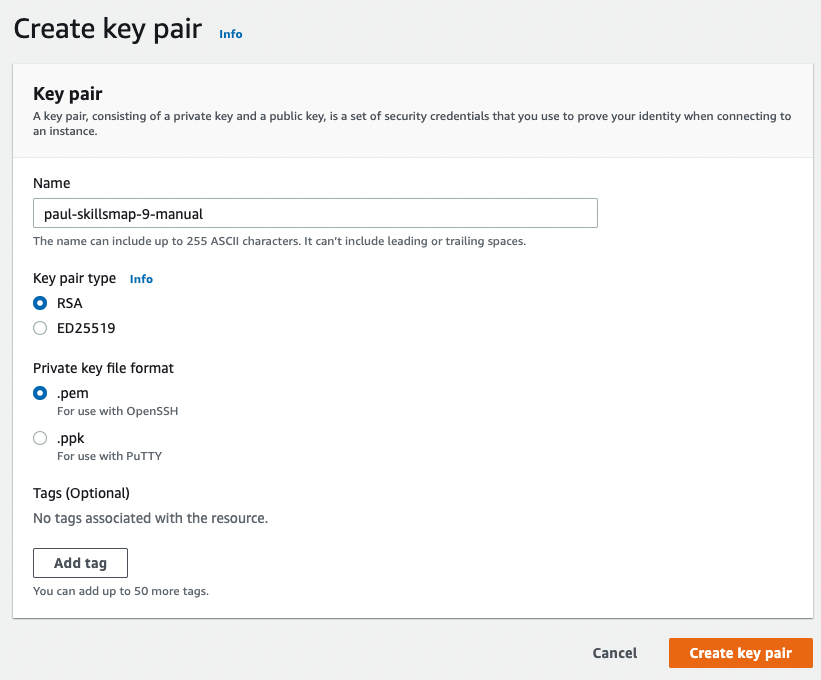 Create key pair Info
Key pair
A key pair, consisting of a private key and a public key, is a set of security credentials that you use to prove your identity when connecting to
an instance.
Name
paul-skillsmap-9-manual
The name can include up to 255 ASCII characters. It can't include leading or trailing spaces.
Key pair type Info
RSA
ED25519
Private key file format
.pem
For use with OpenSSH
.ppk
For use with PuTTY
Tags (Optional)
No tags associated with the resource.
Add tag
You can add up to 50 more tags.
Cancel Create key pair